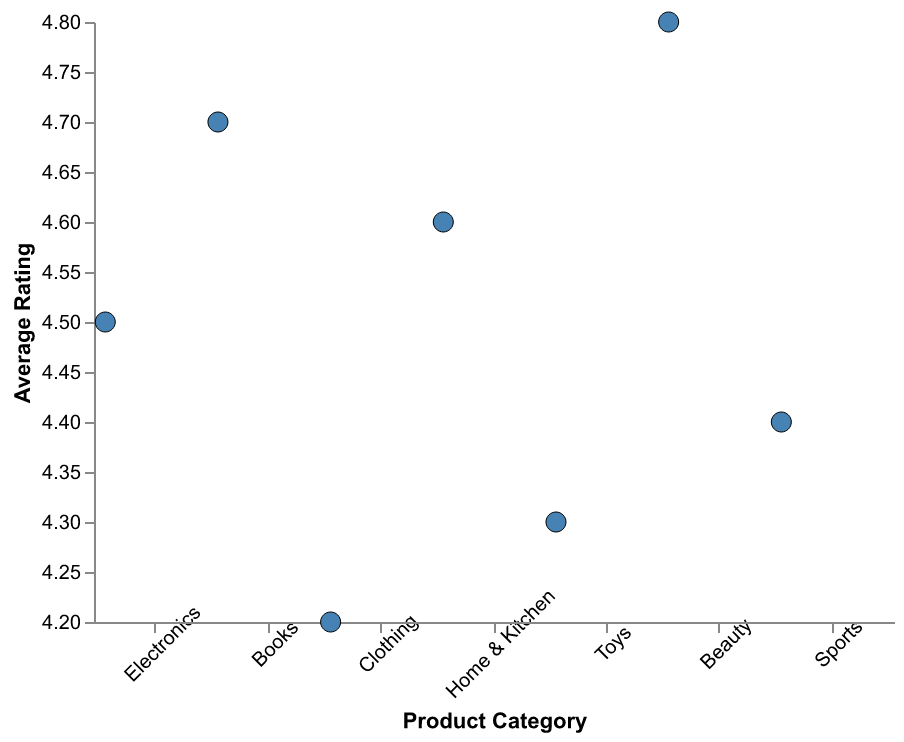 4.80
4.75
4.70
4.65
4.60
4.55
4.50
4.45
4.40
4.35
4.30
4.25
4.20
Average Rating
Electronics
Books
Clothing
Home & Kitchen
Toys
Beauty
Sports
Product Category